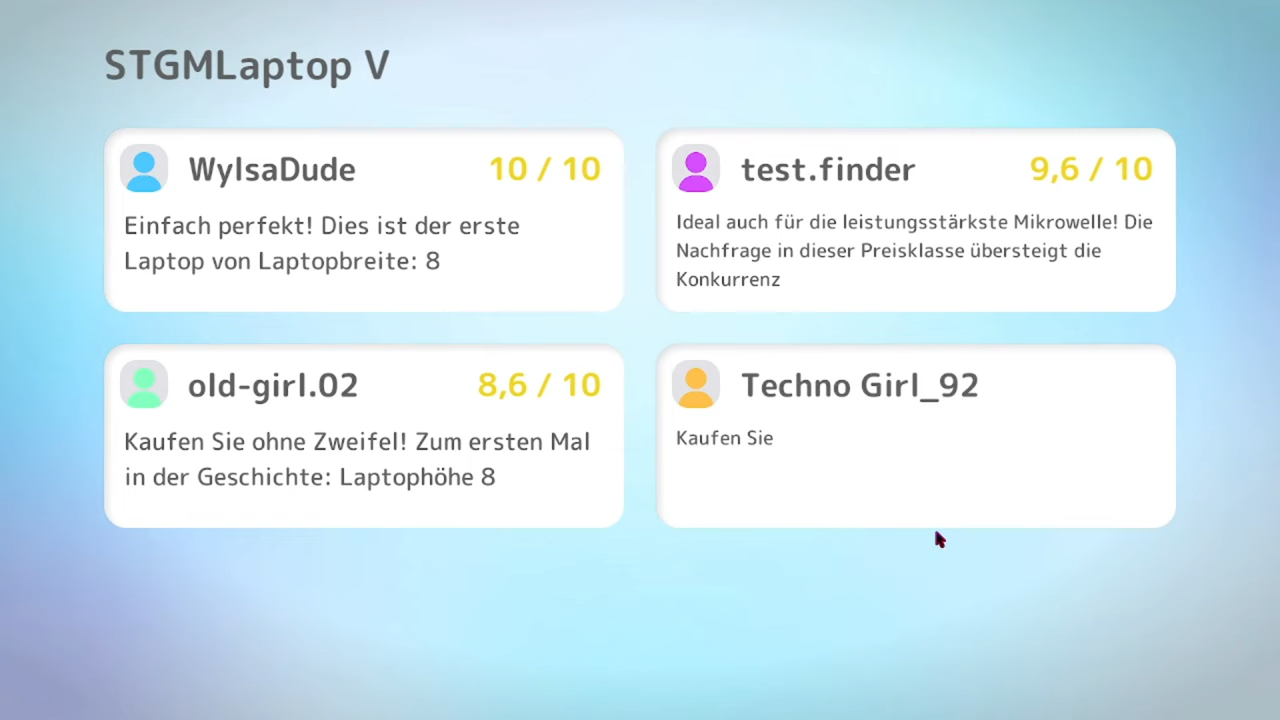 STGMLaptop V
WylsaDude 10 / 10
Einfach perfekt! Dies ist der erste
Laptop von Laptopbreite: 8
test.finder 9,6 / 10
Ideal auch für die leistungsstärkste Mikrowelle! Die
Nachfrage in dieser Preisklasse übersteigt die
Konkurrenz
old-girl.02 8,6 / 10
Kaufen Sie ohne Zweifel! Zum ersten Mal
in der Geschichte: Laptophöhe 8
Techno Girl_92
Kaufen Sie